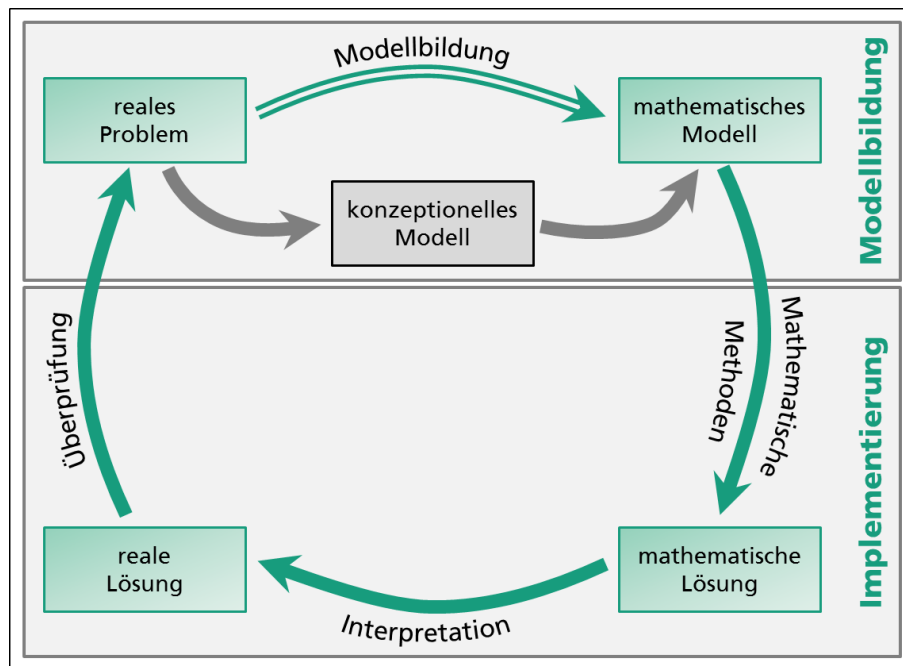 Modellbildung
reales
Problem
mathematisches
Modell
konzeptionelles
Modell
Modellbildung
Überprüfung
Mathematische
Methoden
Implementierung
reale
Lösung
mathematische
Lösung
Interpretation